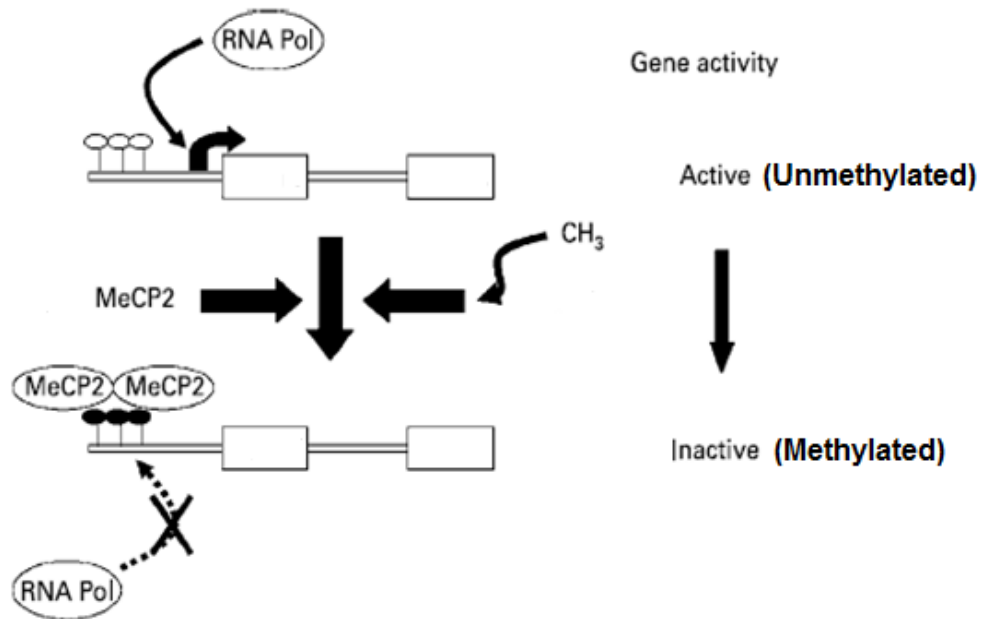 RNA Pol
Gene activity
Active (Unmethylated)
CH₃
MeCP2
MeCP2 MeCP2
Inactive (Methylated)
RNA Pol